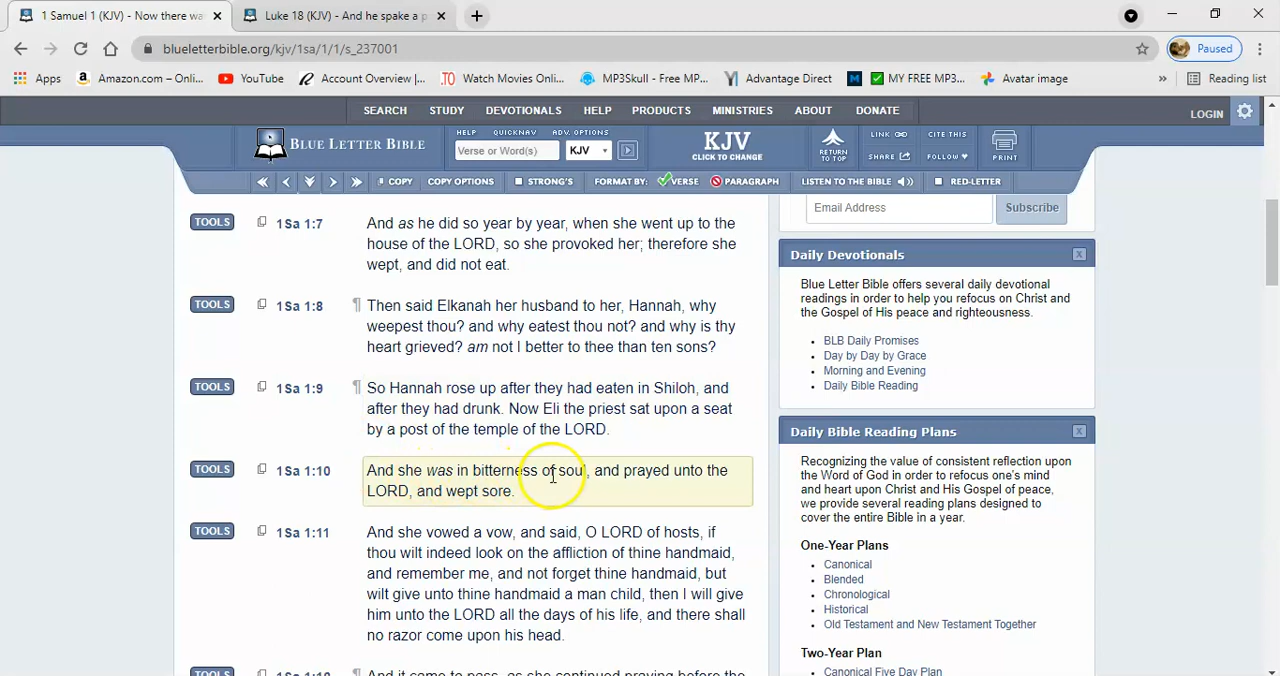 1 Samuel 1 (KJV) - Now there wa
Luke 18 (KJV) - And he spake a p
blueletterbible.org/kjv/1sa/1/1/s_237001
Paused
Apps
Amazon.com – Onli...
YouTube
Account Overview |...
Watch Movies Onli...
MP3Skull - Free MP...
Advantage Direct
MY FREE MP3...
Avatar image
»
Reading list
SEARCH STUDY DEVOTIONALS HELP PRODUCTS MINISTRIES ABOUT DONATE
LOGIN
BLUE LETTER BIBLE
HELP QUICKNAV ADV. OPTIONS
Verse or Word(s)
KJV
KJV
CLICK TO CHANGE
RETURN
TO TOP
LINK
SHARE
CITE THIS
FOLLOW
PRINT
COPY COPY OPTIONS STRONG'S FORMAT BY: VERSE PARAGRAPH LISTEN TO THE BIBLE RED-LETTER
TOOLS 1Sa 1:7 And as he did so year by year, when she went up to the
house of the LORD, so she provoked her; therefore she
wept, and did not eat.
TOOLS 1Sa 1:8 ¶ Then said Elkanah her husband to her, Hannah, why
weepest thou? and why eatest thou not? and why is thy
heart grieved? am not I better to thee than ten sons?
TOOLS 1Sa 1:9 ¶ So Hannah rose up after they had eaten in Shiloh, and
after they had drunk. Now Eli the priest sat upon a seat
by a post of the temple of the LORD.
TOOLS 1Sa 1:10 And she was in bitterness of soul, and prayed unto the
LORD, and wept sore.
TOOLS 1Sa 1:11 And she vowed a vow, and said, O LORD of hosts, if
thou wilt indeed look on the affliction of thine handmaid,
and remember me, and not forget thine handmaid, but
wilt give unto thine handmaid a man child, then I will give
him unto the LORD all the days of his life, and there shall
no razor come upon his head.
¶ And it came to pass, as she continued praying before the
Email Address
Subscribe
Daily Devotionals
Blue Letter Bible offers several daily devotional
readings in order to help you refocus on Christ and
the Gospel of His peace and righteousness.
BLB Daily Promises
Day by Day by Grace
Morning and Evening
Daily Bible Reading
Daily Bible Reading Plans
Recognizing the value of consistent reflection upon
the Word of God in order to refocus one's mind
and heart upon Christ and His Gospel of peace,
we provide several reading plans designed to
cover the entire Bible in a year.
One-Year Plans
Canonical
Blended
Chronological
Historical
Old Testament and New Testament Together
Two-Year Plan
Canonical Five Day Plan